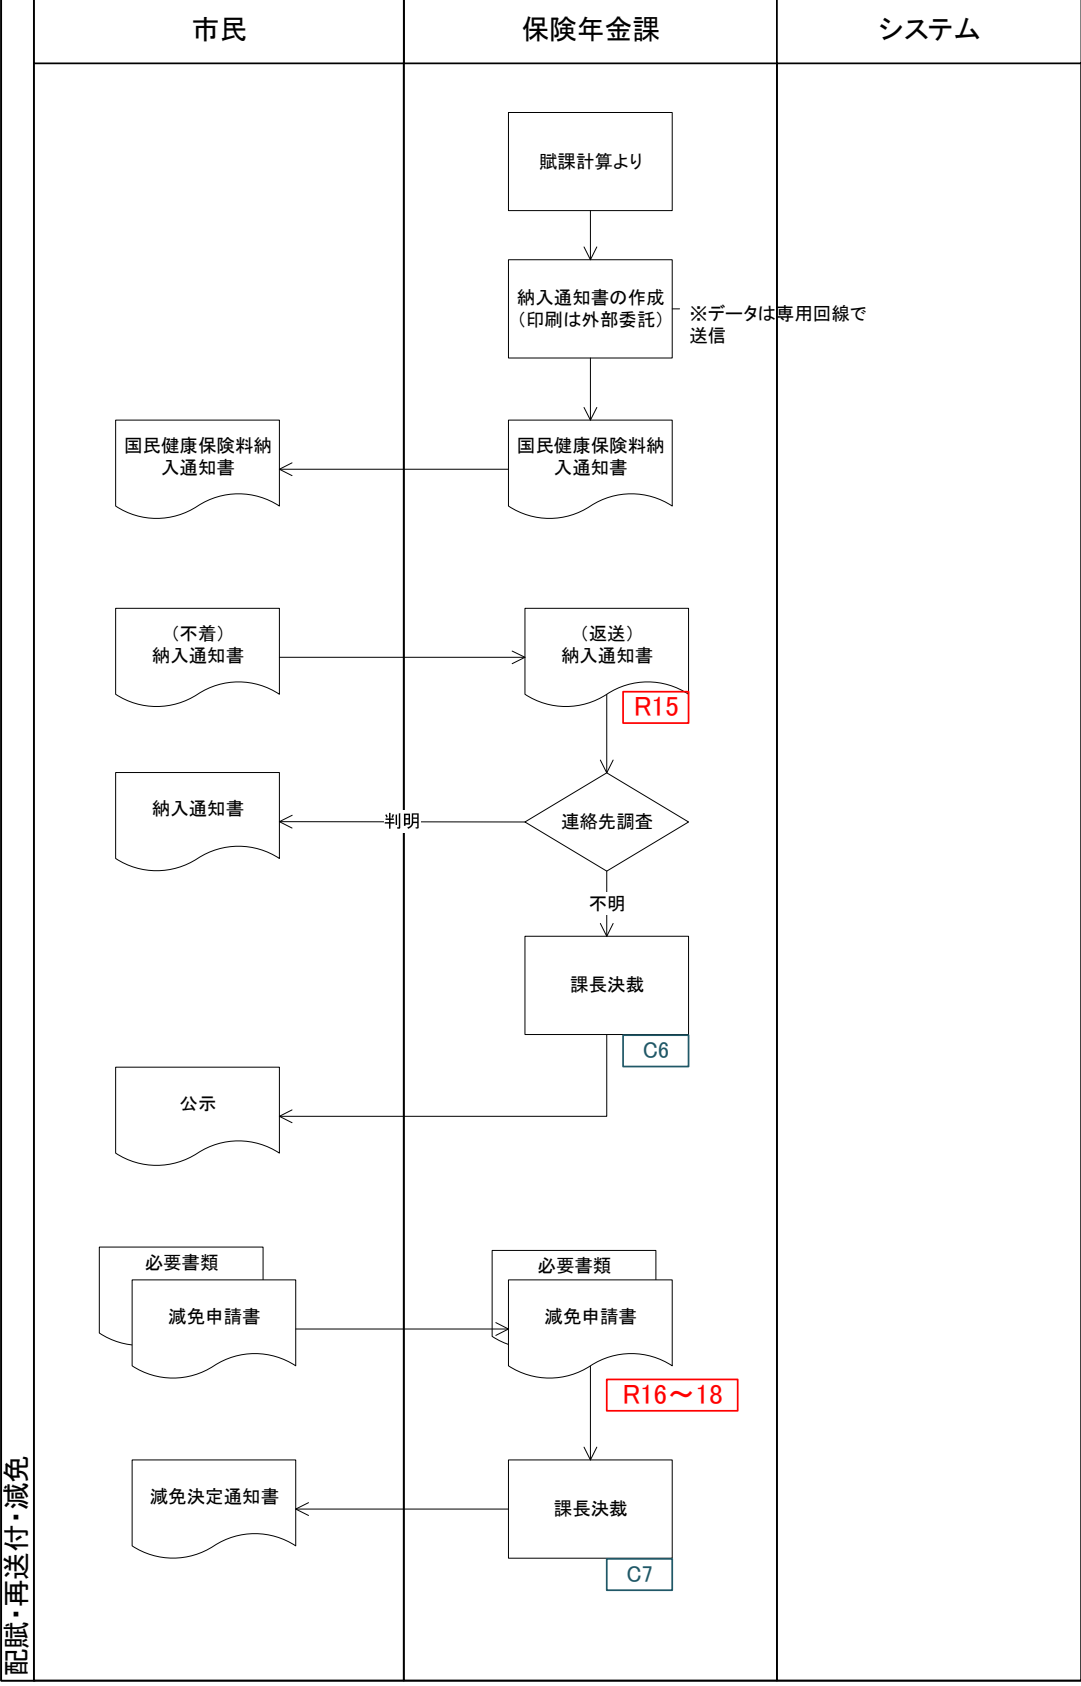 市民
保険年金課
システム
賦課計算より
納入通知書の作成
（印刷は外部委託）
※データは専用回線で
送信
国民健康保険料納
入通知書
国民健康保険料納
入通知書
（不着）
納入通知書
（返送）
納入通知書
R15
納入通知書
判明
連絡先調査
不明
課長決裁
C6
公示
必要書類
減免申請書
必要書類
減免申請書
R16～18
減免決定通知書
課長決裁
C7
配賦・再送付・減免